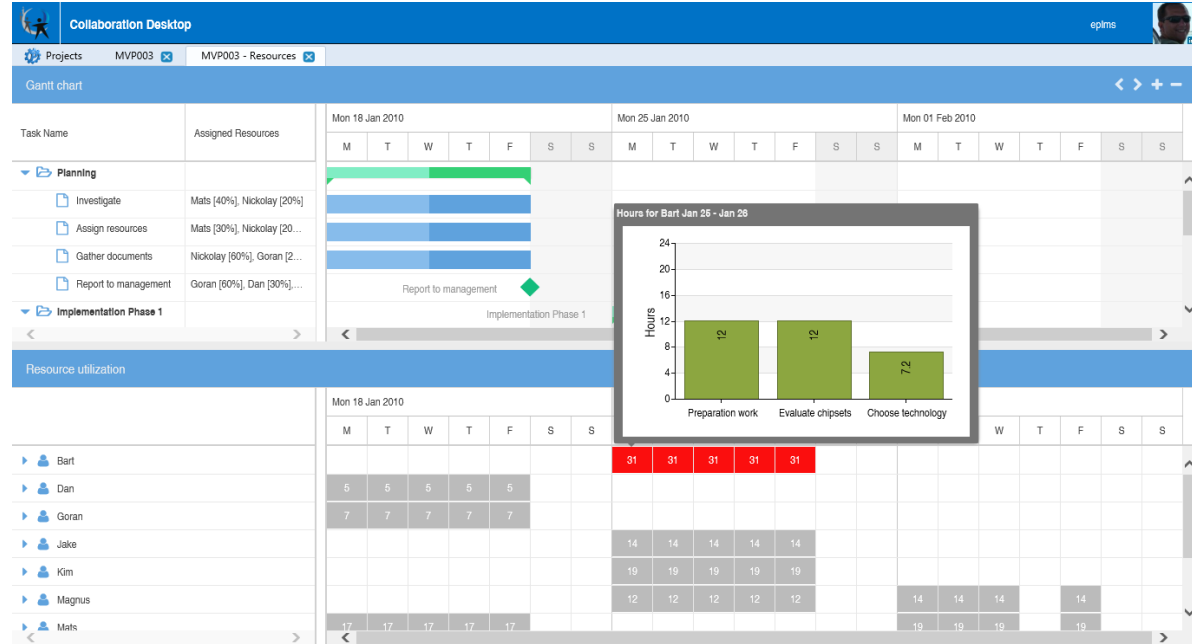 Collaboration Desktop
eplms
Projects MVP003 MVP003 - Resources
Gantt chart
Task Name Assigned Resources
Mon 18 Jan 2010 Mon 25 Jan 2010 Mon 01 Feb 2010
M T W T F S S M T W T F S S M T W T F S S
Planning
Investigate Mats [40%], Nickolay [20%]
Assign resources Mats [30%], Nickolay [20...
Gather documents Nickolay [60%], Goran [2...
Report to management Goran [60%], Dan [30%],... Report to management
Implementation Phase 1 Implementation Phase 1
Hours for Bart Jan 25 - Jan 26
Hours
24
20
16
12
8
4
0
12 12 7.2
Preparation work Evaluate chipsets Choose technology
Resource utilization
Mon 18 Jan 2010
M T W T F S S W T F S S
Bart 31 31 31 31 31
Dan 5 5 5 5 5
Goran 7 7 7 7 7
Jake 14 14 14 14 14
Kim 19 19 19 19 19
Magnus 12 12 12 12 12 14 14 14 14
Mats 17 17 17 17 17 19 19 19 19